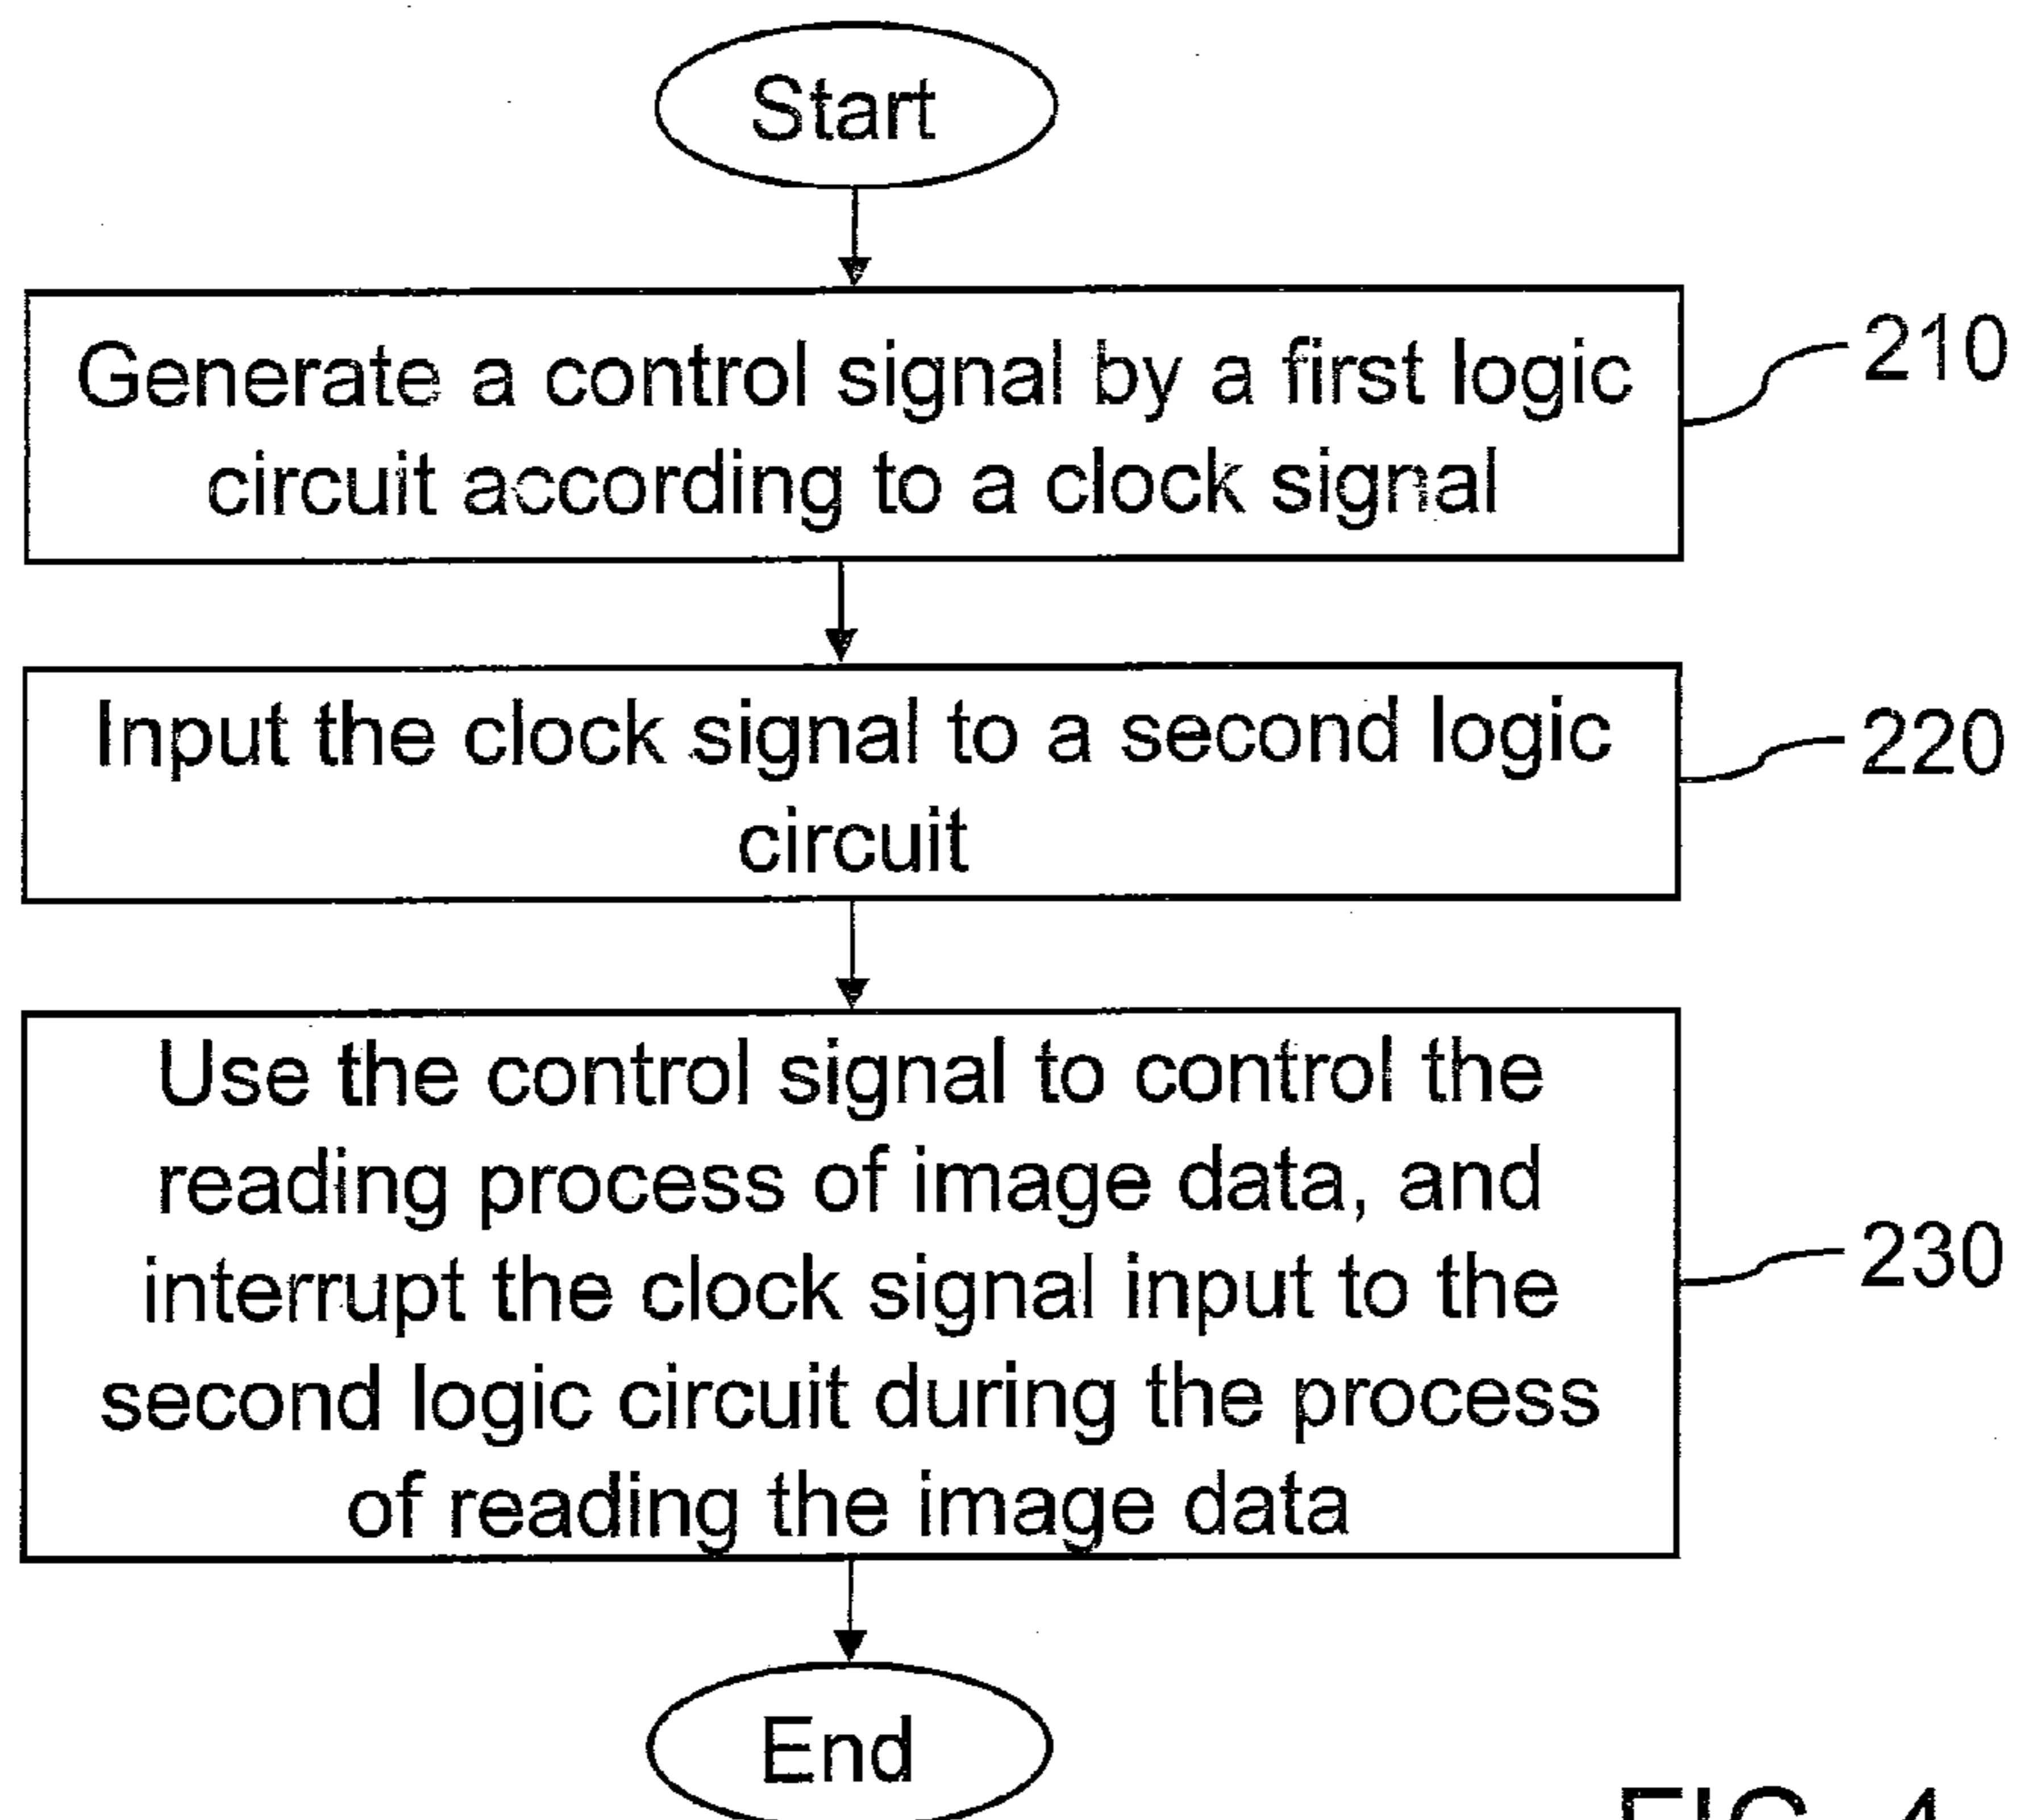 Start
Generate a control signal by a first logic
circuit according to a clock signal
210
Input the clock signal to a second logic
circuit
220
Use the control signal to control the
reading process of image data, and
interrupt the clock signal input to the
second logic circuit during the process
of reading the image data
230
End
FIG. 4